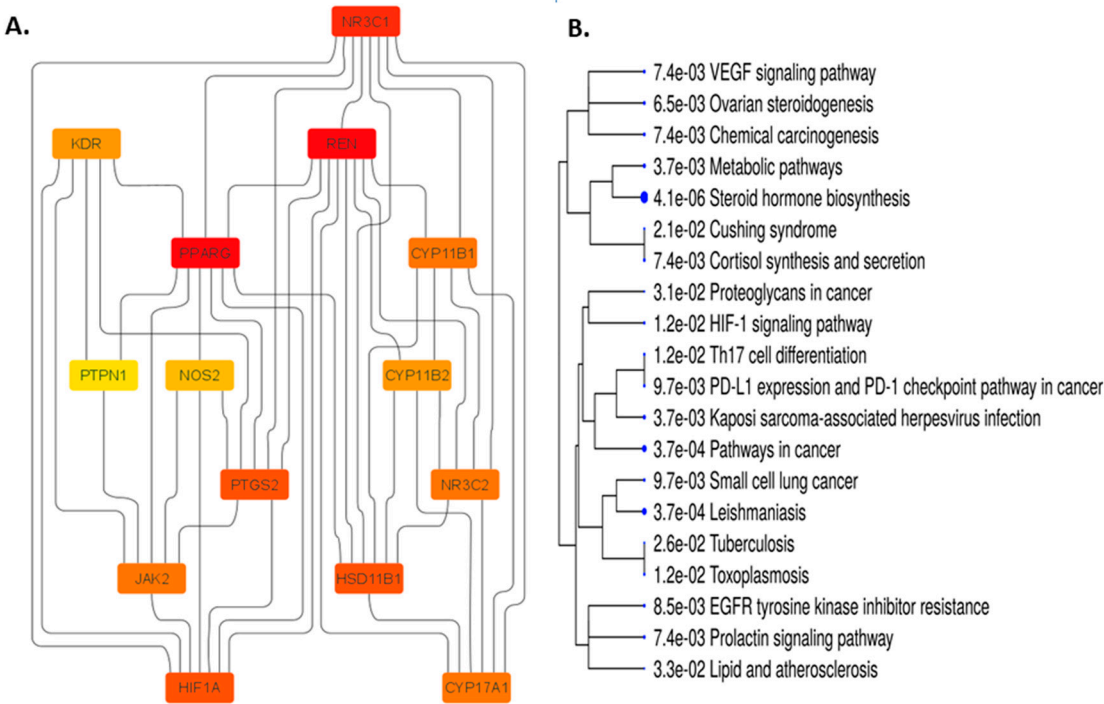 A.
NR3C1
KDR
REN
PPARG
CYP11B1
PTPN1
NOS2
CYP11B2
PTGS2
NR3C2
JAK2
HSD11B1
HIF1A
CYP17A1
B.
7.4e-03 VEGF signaling pathway
6.5e-03 Ovarian steroidogenesis
7.4e-03 Chemical carcinogenesis
3.7e-03 Metabolic pathways
4.1e-06 Steroid hormone biosynthesis
2.1e-02 Cushing syndrome
7.4e-03 Cortisol synthesis and secretion
3.1e-02 Proteoglycans in cancer
1.2e-02 HIF-1 signaling pathway
1.2e-02 Th17 cell differentiation
9.7e-03 PD-L1 expression and PD-1 checkpoint pathway in cancer
3.7e-03 Kaposi sarcoma-associated herpesvirus infection
3.7e-04 Pathways in cancer
9.7e-03 Small cell lung cancer
3.7e-04 Leishmaniasis
2.6e-02 Tuberculosis
1.2e-02 Toxoplasmosis
8.5e-03 EGFR tyrosine kinase inhibitor resistance
7.4e-03 Prolactin signaling pathway
3.3e-02 Lipid and atherosclerosis